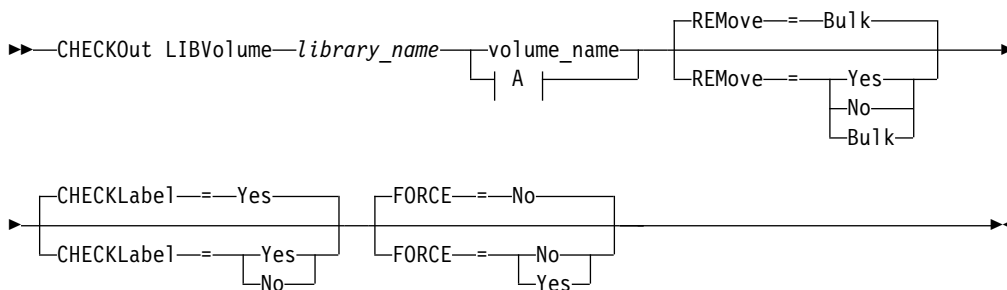 REMove = Bulk
CHECKOut LIBVolume library_name volume_name
A
REMove = Yes
No
Bulk
CHECKLabel = Yes
CHECKLabel = Yes
No
FORCE = No
FORCE = No
Yes